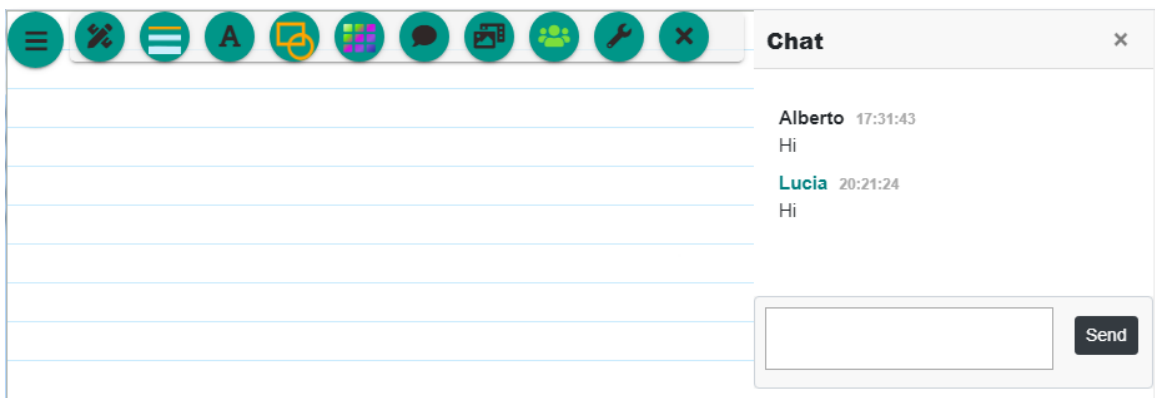 A
Chat ×
Alberto 17:31:43
Hi
Lucia 20:21:24
Hi
Send